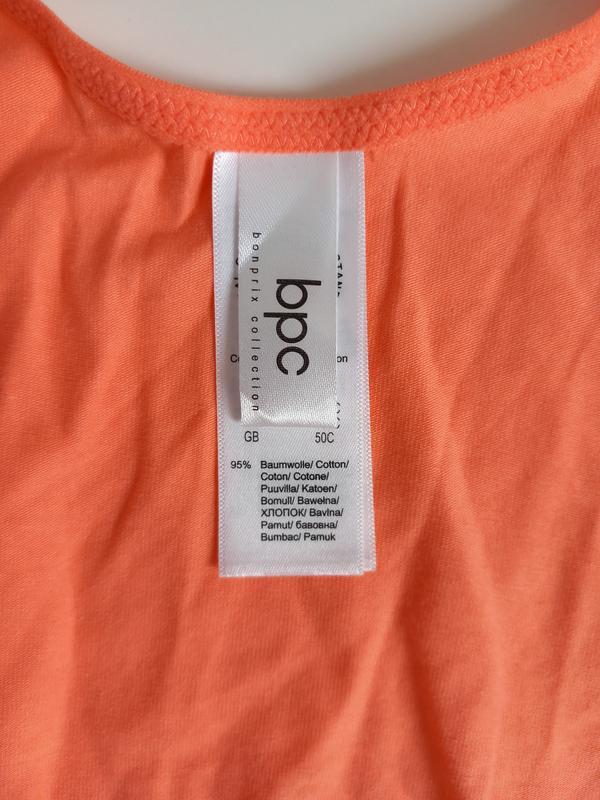 bpc
bonprix collection
GB 50C
95% Baumwolle/ Cotton/
Coton/ Cotone/
Puuvilla/ Katoen/
Bomull/ Bawełna/
ХЛОПОК/ Bavlna/
Pamut/ бавовна/
Bumbac/ Pamuk